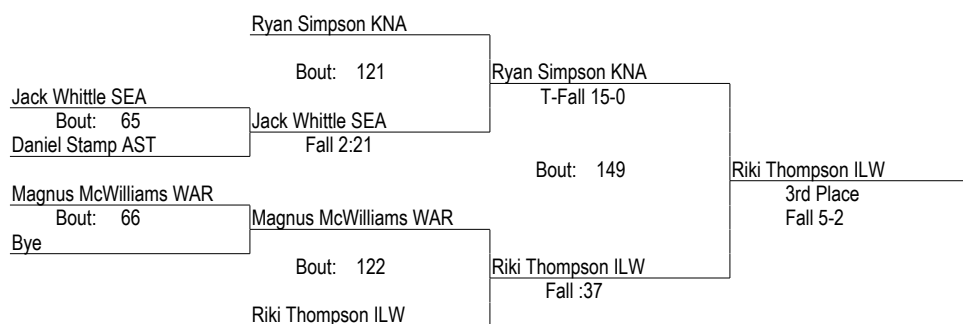 Ryan Simpson KNA
Bout: 121
Ryan Simpson KNA
Jack Whittle SEA
T-Fall 15-0
Bout: 65
Jack Whittle SEA
Daniel Stamp AST
Fall 2:21
Bout: 149
Riki Thompson ILW
Magnus McWilliams WAR
3rd Place
Bout: 66
Magnus McWilliams WAR
Fall 5-2
Bye
Bout: 122
Riki Thompson ILW
Fall :37
Riki Thompson ILW